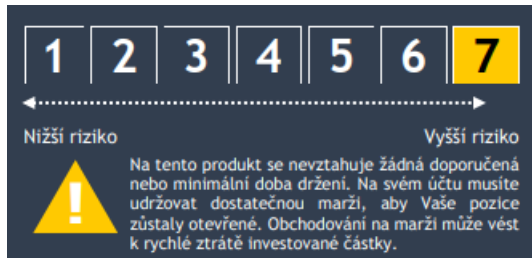 1 2 3 4 5 6 7
Nižší riziko Vyšší riziko
Na tento produkt se nevztahuje žádná doporučená
nebo minimální doba držení. Na svém účtu musíte
udržovat dostatečnou marži, aby Vaše pozice
zůstaly otevřené. Obchodování na marži může vést
k rychlé ztrátě investované částky.